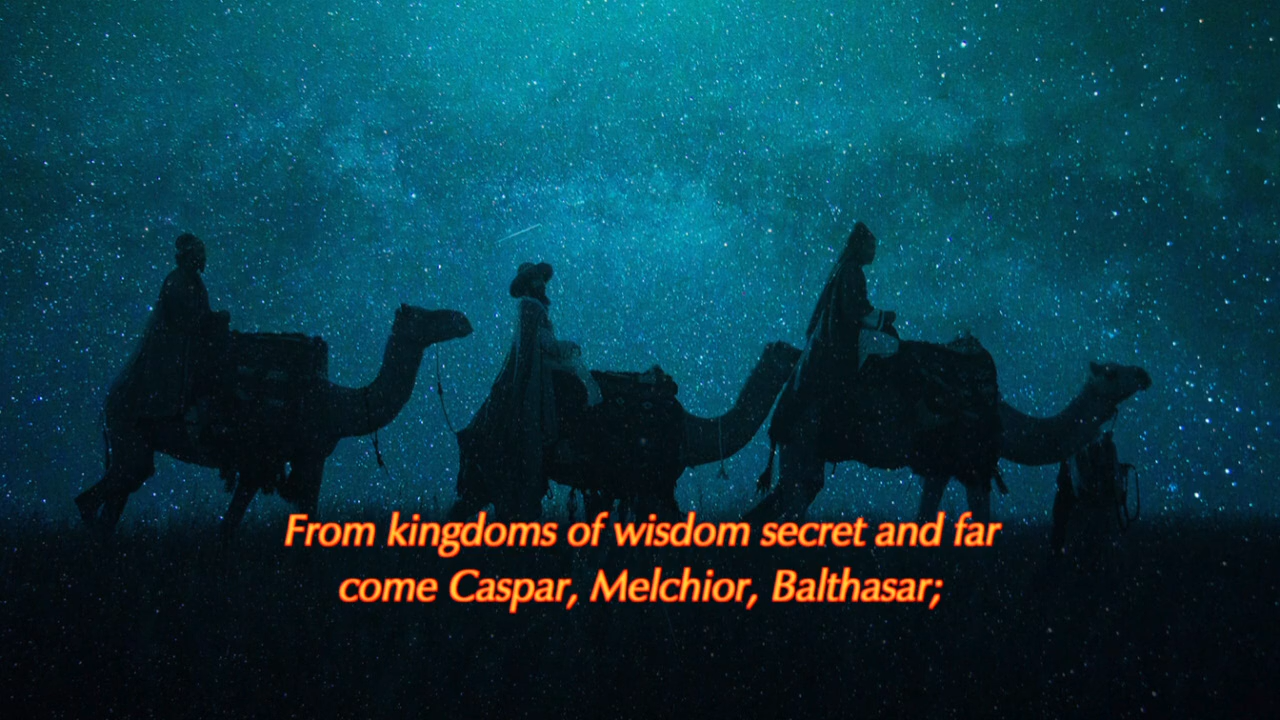 From kingdoms of wisdom secret and far
come Caspar, Melchior, Balthasar;